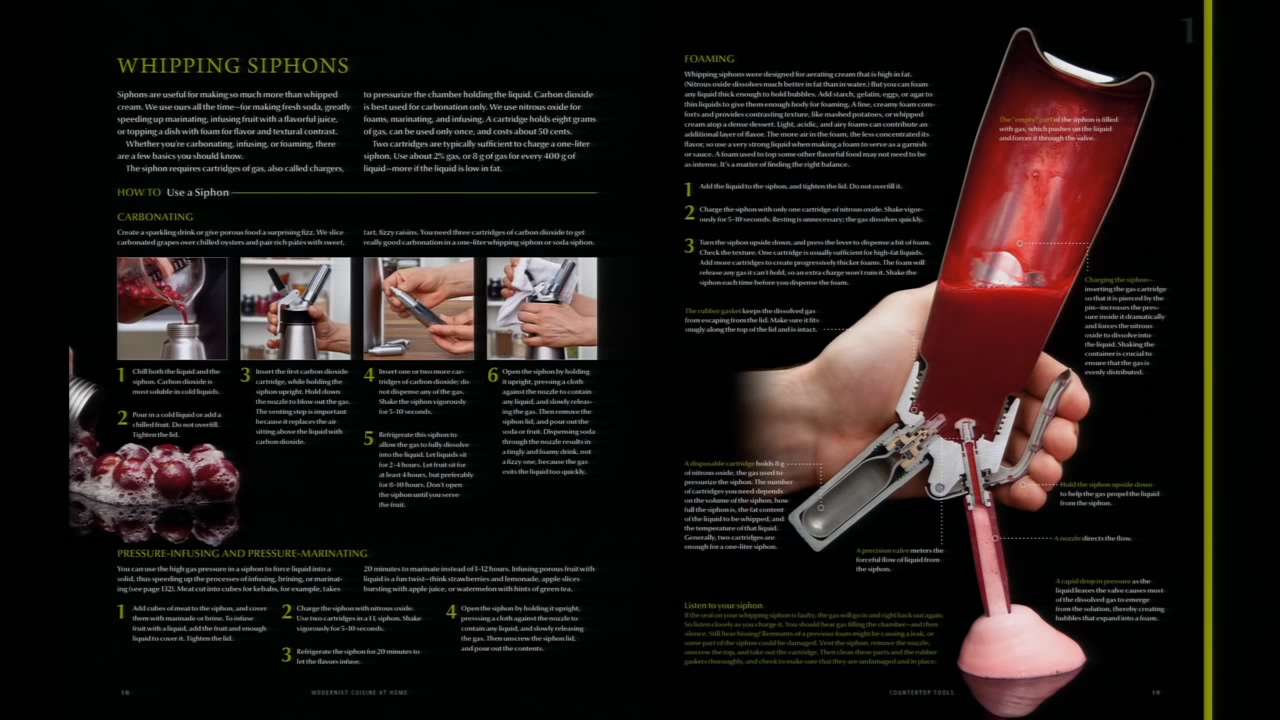 WHIPPING SIPHONS
Siphons are useful for making so much more than whipped
cream. We use ours all the time—for making fresh soda, greatly
speeding up marinating, infusing fruit with a flavorful juice,
or topping a dish with foam for flavor and textural contrast.
Whether you're carbonating, infusing, or foaming, there
are a few basics you should know.
The siphon requires cartridges of gas, also called chargers,
to pressurize the chamber holding the liquid. Carbon dioxide
is best used for carbonation only. We use nitrous oxide for
foams, marinating, and infusing. A cartridge holds eight grams
of gas, can be used only once, and costs about 50 cents.
Two cartridges are typically sufficient to charge a one-liter
siphon. Use about 2% gas, or 8 g of gas for every 400 g of
liquid—more if the liquid is low in fat.
HOW TO Use a Siphon
CARBONATING
Create a sparkling drink or give porous food a surprising fizz. We slice
carbonated grapes over chilled oysters and pair rich pâtés with sweet,
tart, fizzy raisins. You need three cartridges of carbon dioxide to get
really good carbonation in a one-liter whipping siphon or soda siphon.
1 Chill both the liquid and the
siphon. Carbon dioxide is
most soluble in cold liquids.
2 Pour in a cold liquid or add a
chilled fruit. Do not overfill.
Tighten the lid.
3 Insert the first carbon dioxide
cartridge, while holding the
siphon upright. Hold down
the nozzle to blow out the gas.
The venting step is important
because it replaces the air
sitting above the liquid with
carbon dioxide.
4 Insert one or two more car-
tridges of carbon dioxide; do
not dispense any of the gas.
Shake the siphon vigorously
for 5–10 seconds.
5 Refrigerate this siphon to
allow the gas to fully dissolve
into the liquid. Let liquids sit
for 2–4 hours. Let fruit sit for
at least 4 hours, but preferably
for 8–10 hours. Don't open
the siphon until you serve
the fruit.
6 Open the siphon by holding
it upright, pressing a cloth
against the nozzle to contain
any liquid, and slowly releas-
ing the gas. Then remove the
siphon lid, and pour out the
soda or fruit. Dispensing soda
through the nozzle results in
a tingly and foamy drink, not
a fizzy one, because the gas
exits the liquid too quickly.
PRESSURE-INFUSING AND PRESSURE-MARINATING
You can use the high gas pressure in a siphon to force liquid into a
solid, thus speeding up the processes of infusing, brining, or marinat-
ing (see page 132). Meat cut into cubes for kebabs, for example, takes
20 minutes to marinate instead of 1–12 hours. Infusing porous fruit with
liquid is a fun twist—think strawberries and lemonade, apple slices
bursting with apple juice, or watermelon with hints of green tea.
1 Add cubes of meat to the siphon, and cover
them with marinade or brine. To infuse
fruit with a liquid, add the fruit and enough
liquid to cover it. Tighten the lid.
2 Charge the siphon with nitrous oxide.
Use two cartridges in a 1 L siphon. Shake
vigorously for 5–10 seconds.
3 Refrigerate the siphon for 20 minutes to
let the flavors infuse.
4 Open the siphon by holding it upright,
presssing a cloth against the nozzle to
contain any liquid, and slowly releasing
the gas. Then unscrew the siphon lid,
and pour out the contents.
18
MODERNIST CUISINE AT HOME
1
FOAMING
Whipping siphons were designed for aerating cream that is high in fat.
(Nitrous oxide dissolves much better in fat than in water.) But you can foam
any liquid thick enough to hold bubbles. Add starch, gelatin, eggs, or agar to
thin liquids to give them enough body for foaming. A fine, creamy foam com-
forts and provides contrasting texture, like mashed potatoes, or whipped
cream atop a dense dessert. Light, acidic, and airy foams can contribute an
additional layer of flavor. The more air in the foam, the less concentrated its
flavor, so use a very strong liquid when making a foam to serve as a garnish
or sauce. A foam used to top some other flavorful food may not need to be
as intense. It's a matter of finding the right balance.
1 Add the liquid to the siphon, and tighten the lid. Do not overfill it.
2 Charge the siphon with only one cartridge of nitrous oxide. Shake vigor-
ously for 5–10 seconds. Resting is unnecessary; the gas dissolves quickly.
3 Turn the siphon upside down, and press the lever to dispense a bit of foam.
Check the texture. One cartridge is usually sufficient for high-fat liquids.
Add more cartridges to create progressively thicker foams. The foam will
release any gas it can't hold, so an extra charge won't ruin it. Shake the
siphon each time before you dispense the foam.
The "empty" part of the siphon is filled
with gas, which pushes on the liquid
and forces it through the valve.
The rubber gasket keeps the dissolved gas
from escaping from the lid. Make sure it fits
snugly along the top of the lid and is intact.
Charging the siphon—
inserting the gas cartridge
so that it is pierced by the
pin—increases the pres-
sure inside it dramatically
and forces the nitrous
oxide to dissolve into
the liquid. Shaking the
container is crucial to
ensure that the gas is
evenly distributed.
A disposable cartridge holds 8 g
of nitrous oxide, the gas used to
pressurize the siphon. The number
of cartridges you need depends
on the volume of the siphon, how
full the siphon is, the fat content
of the liquid to be whipped, and
the temperature of that liquid.
Generally, two cartridges are
enough for a one-liter siphon.
Hold the siphon upside down
to help the gas propel the liquid
from the siphon.
A nozzle directs the flow.
A precision valve meters the
forceful flow of liquid from
the siphon.
A rapid drop in pressure as the
liquid leaves the valve causes most
of the dissolved gas to emerge
from the solution, thereby creating
bubbles that expand into a foam.
Listen to your siphon
If the seal on your whipping siphon is faulty, the gas will go in and right back out again.
So listen closely as you charge it. You should hear gas filling the chamber—and then
silence. Still hear hissing? Remnants of a previous foam might be causing a leak, or
some part of the siphon could be damaged. Vent the siphon, remove the nozzle,
unscrew the top, and take out the cartridge. Then clean these parts and the rubber
gaskets thoroughly, and check to make sure that they are undamaged and in place.
COUNTERTOP TOOLS
19